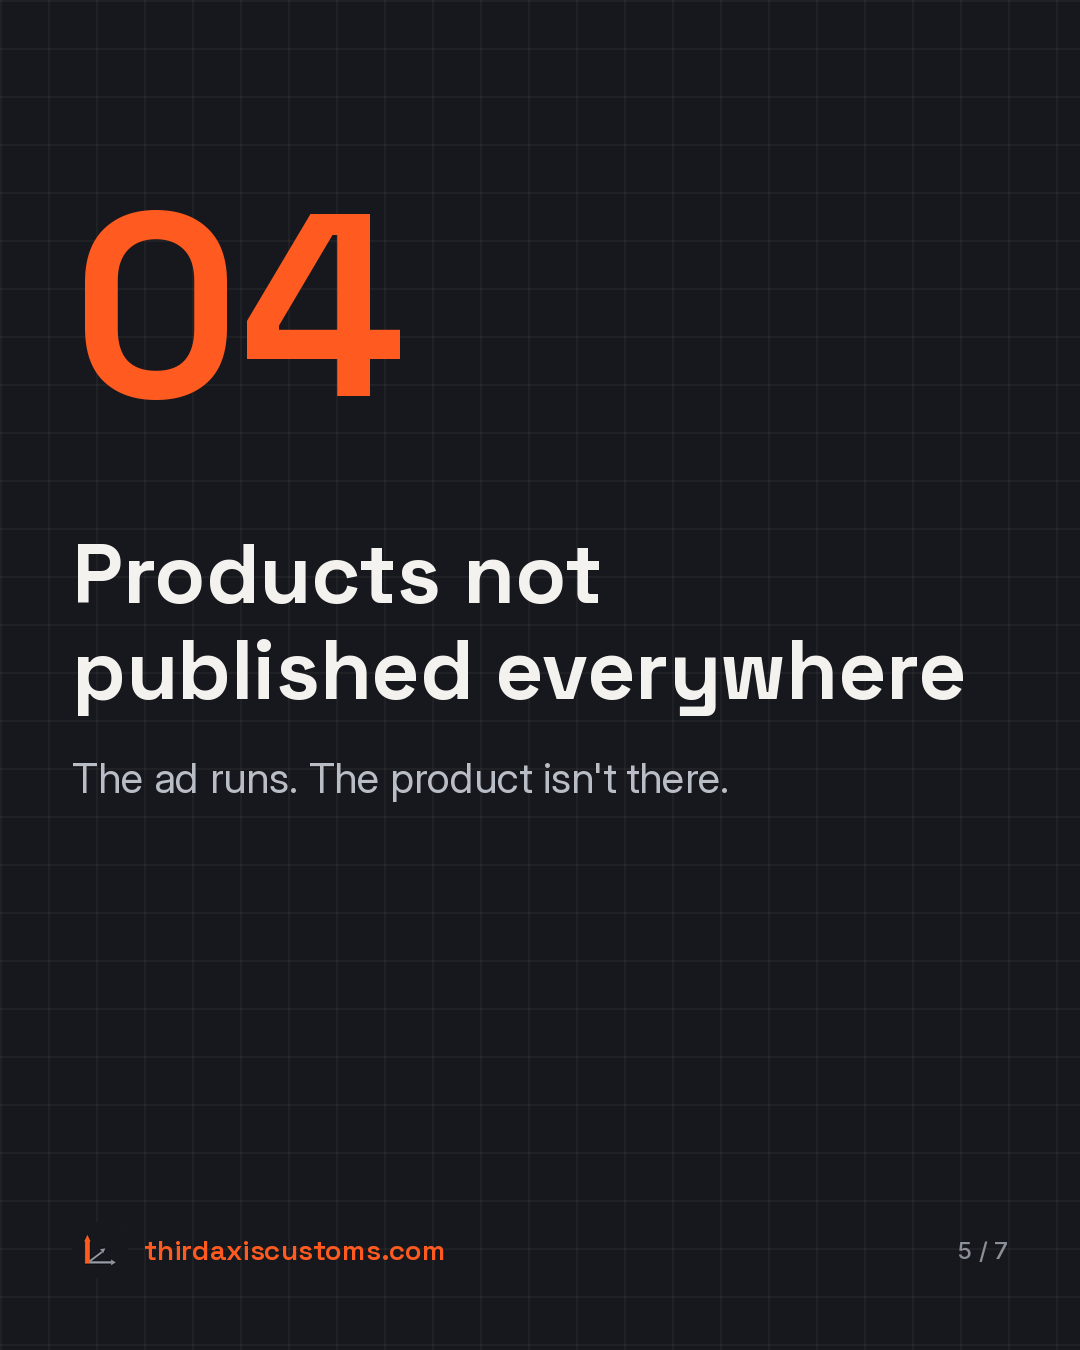 04
Products not
published everywhere
The ad runs. The product isn't there.
thirdaxiscustoms.com
5 / 7